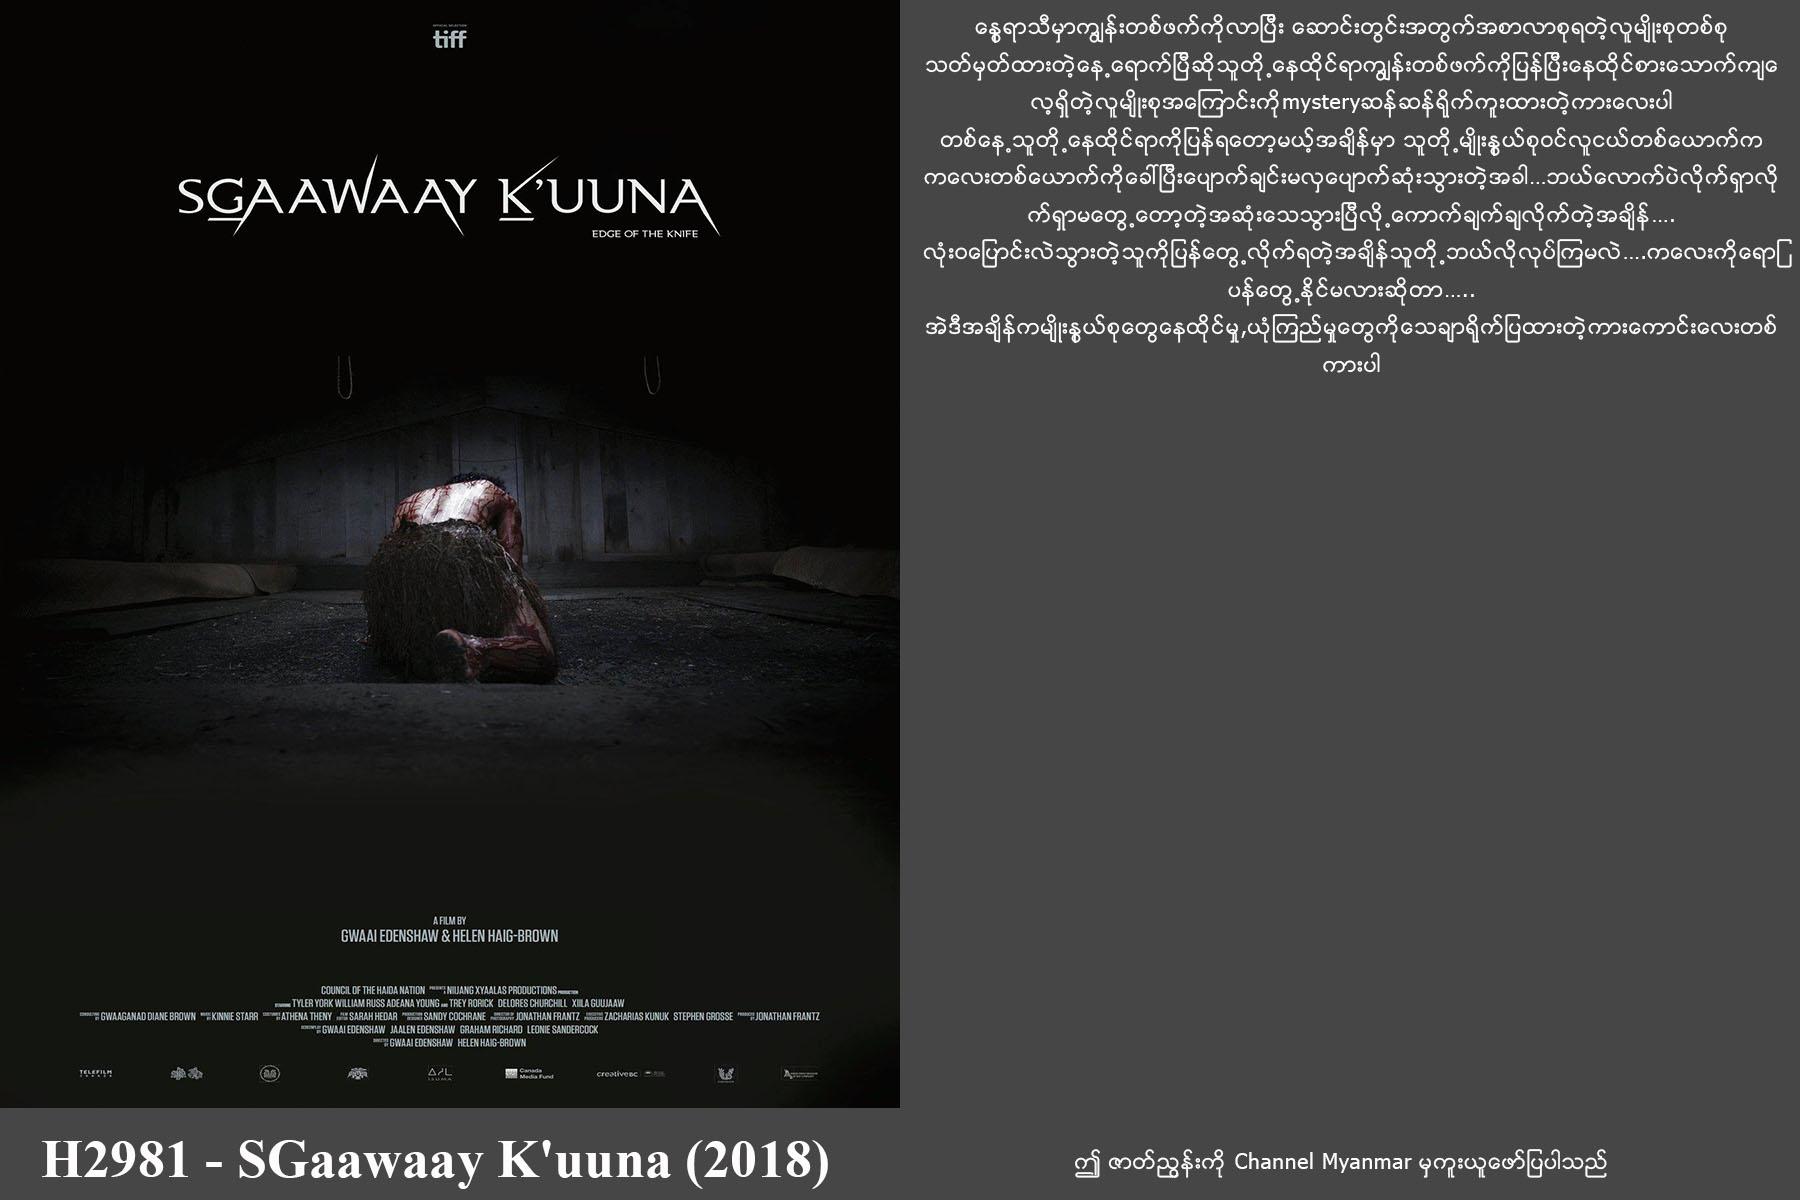 OFFICIAL SELECTION
tiff
SGAAWAAY K'UUNA
EDGE OF THE KNIFE
A FILM BY
GWAAI EDENSHAW & HELEN HAIG-BROWN
COUNCIL OF THE HAIDA NATION PRESENTS A NIIJANG XYAALAS PRODUCTIONS PRODUCTION
STARRING TYLER YORK WILLIAM RUSS ADEANA YOUNG AND TREY RORICK DELORES CHURCHILL XIILA GUUJAAW
GWAAGANAD DIANE BROWN MUSIC BY KINNIE STARR COSTUMES BY ATHENA THENY FILM EDITOR SARAH HEDAR PRODUCTION DESIGNER SANDY COCHRANE DIRECTOR OF PHOTOGRAPHY JONATHAN FRANTZ EXECUTIVE PRODUCERS ZACHARIAS KUNUK STEPHEN GROSSE PRODUCED BY JONATHAN FRANTZ
SCREENPLAY BY GWAAI EDENSHAW JAALEN EDENSHAW GRAHAM RICHARD LEONIE SANDERCOCK
DIRECTED BY GWAAI EDENSHAW HELEN HAIG-BROWN
TELEFILM CANADA ISUMA Canada Media Fund creativeBC
နွေရာသီမှာကျွန်းတစ်ဖက်ကိုလာပြီး ဆောင်းတွင်းအတွက်အစာလာစုရတဲ့လူမျိုးစုတစ်စု
သတ်မှတ်ထားတဲ့နေ့ရောက်ပြီဆိုသူတို့နေထိုင်ရာကျွန်းတစ်ဖက်ကိုပြန်ပြီးနေထိုင်စားသောက်ကျေ
လ့ရှိတဲ့လူမျိုးစုအကြောင်းကိုmysteryဆန်ဆန်ရိုက်ကူးထားတဲ့ကားလေးပါ
တစ်နေ့သူတို့နေထိုင်ရာကိုပြန်ရတော့မယ့်အချိန်မှာ သူတို့မျိုးနွယ်စုဝင်လူငယ်တစ်ယောက်က
ကလေးတစ်ယောက်ကိုခေါ်ပြီးပျောက်ချင်းမလှပျောက်ဆုံးသွားတဲ့အခါ…ဘယ်လောက်ပဲလိုက်ရှာလို
က်ရှာမတွေ့တော့တဲ့အဆုံးသေသွားပြီလို့ကောက်ချက်ချလိုက်တဲ့အချိန်….
လုံးဝပြောင်းလဲသွားတဲ့သူကိုပြန်တွေ့လိုက်ရတဲ့အချိန်သူတို့ဘယ်လိုလုပ်ကြမလဲ….ကလေးကိုရောြ
ပန်တွေ့နိုင်မလားဆိုတာ…..
အဲဒီအချိန်ကမျိုးနွယ်စုတွေနေထိုင်မှု,ယုံကြည်မှုတွေကိုသေချာရိုက်ပြထားတဲ့ကားကောင်းလေးတစ်
ကားပါ
H2981 - SGaawaay K'uuna (2018)
ဤ ဇာတ်ညွှန်းကို Channel Myanmar မှကူးယူဖော်ပြပါသည်